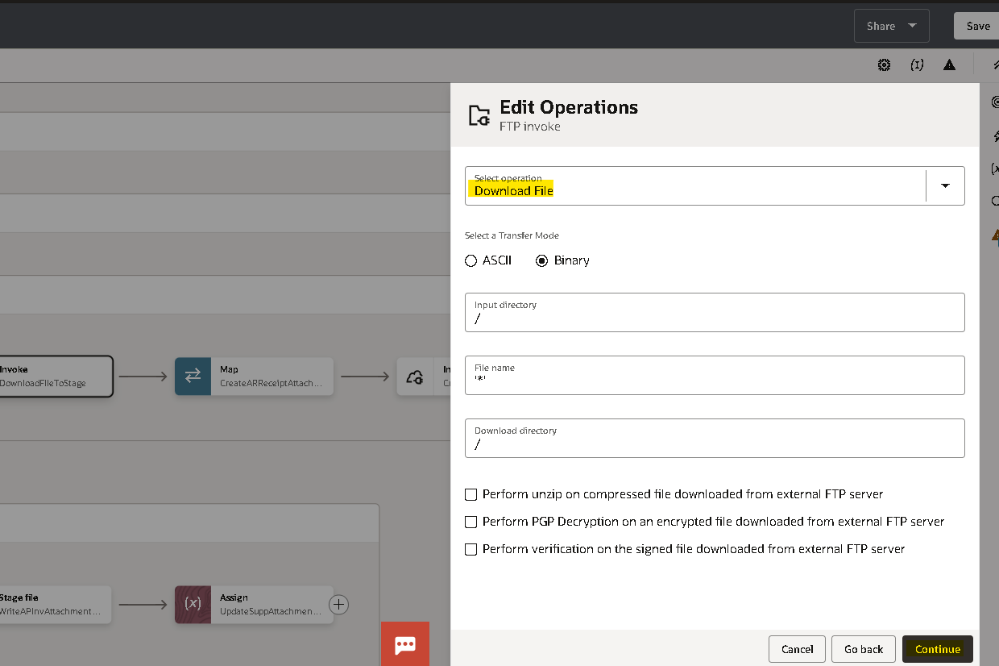 Share
Save
(I)
Edit Operations
FTP invoke
Select operation
Download File
Select a Transfer Mode
ASCII
Binary
Input directory
/
File name
'*'
Download directory
/
Perform unzip on compressed file downloaded from external FTP server
Perform PGP Decryption on an encrypted file downloaded from external FTP server
Perform verification on the signed file downloaded from external FTP server
Invoke
DownloadFileToStage
Map
CreateARReceiptAttach...
In
Cr
Stage file
WriteAPInvAttachment...
(x)
Assign
UpdateSuppAttachmen...
Cancel
Go back
Continue